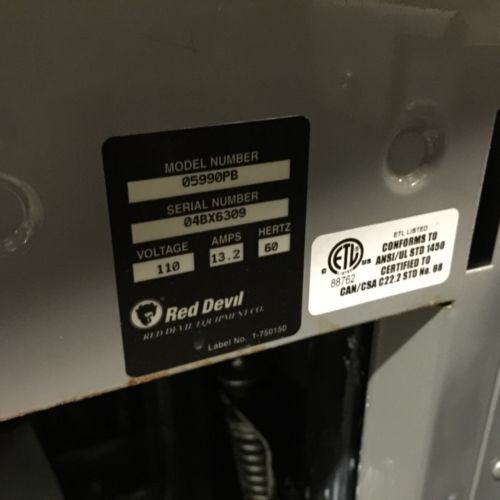 MODEL NUMBER
05990PB
SERIAL NUMBER
04BX6309
VOLTAGE AMPS HERTZ
110 13.2 60
Red Devil
RED DEVIL EQUIPMENT CO.
Label No. 1-750150
ETL LISTED
CONFORMS TO
ANSI/UL STD 1450
CERTIFIED TO
CAN/CSA C22.2 STD No. 68
C ETL US
88762